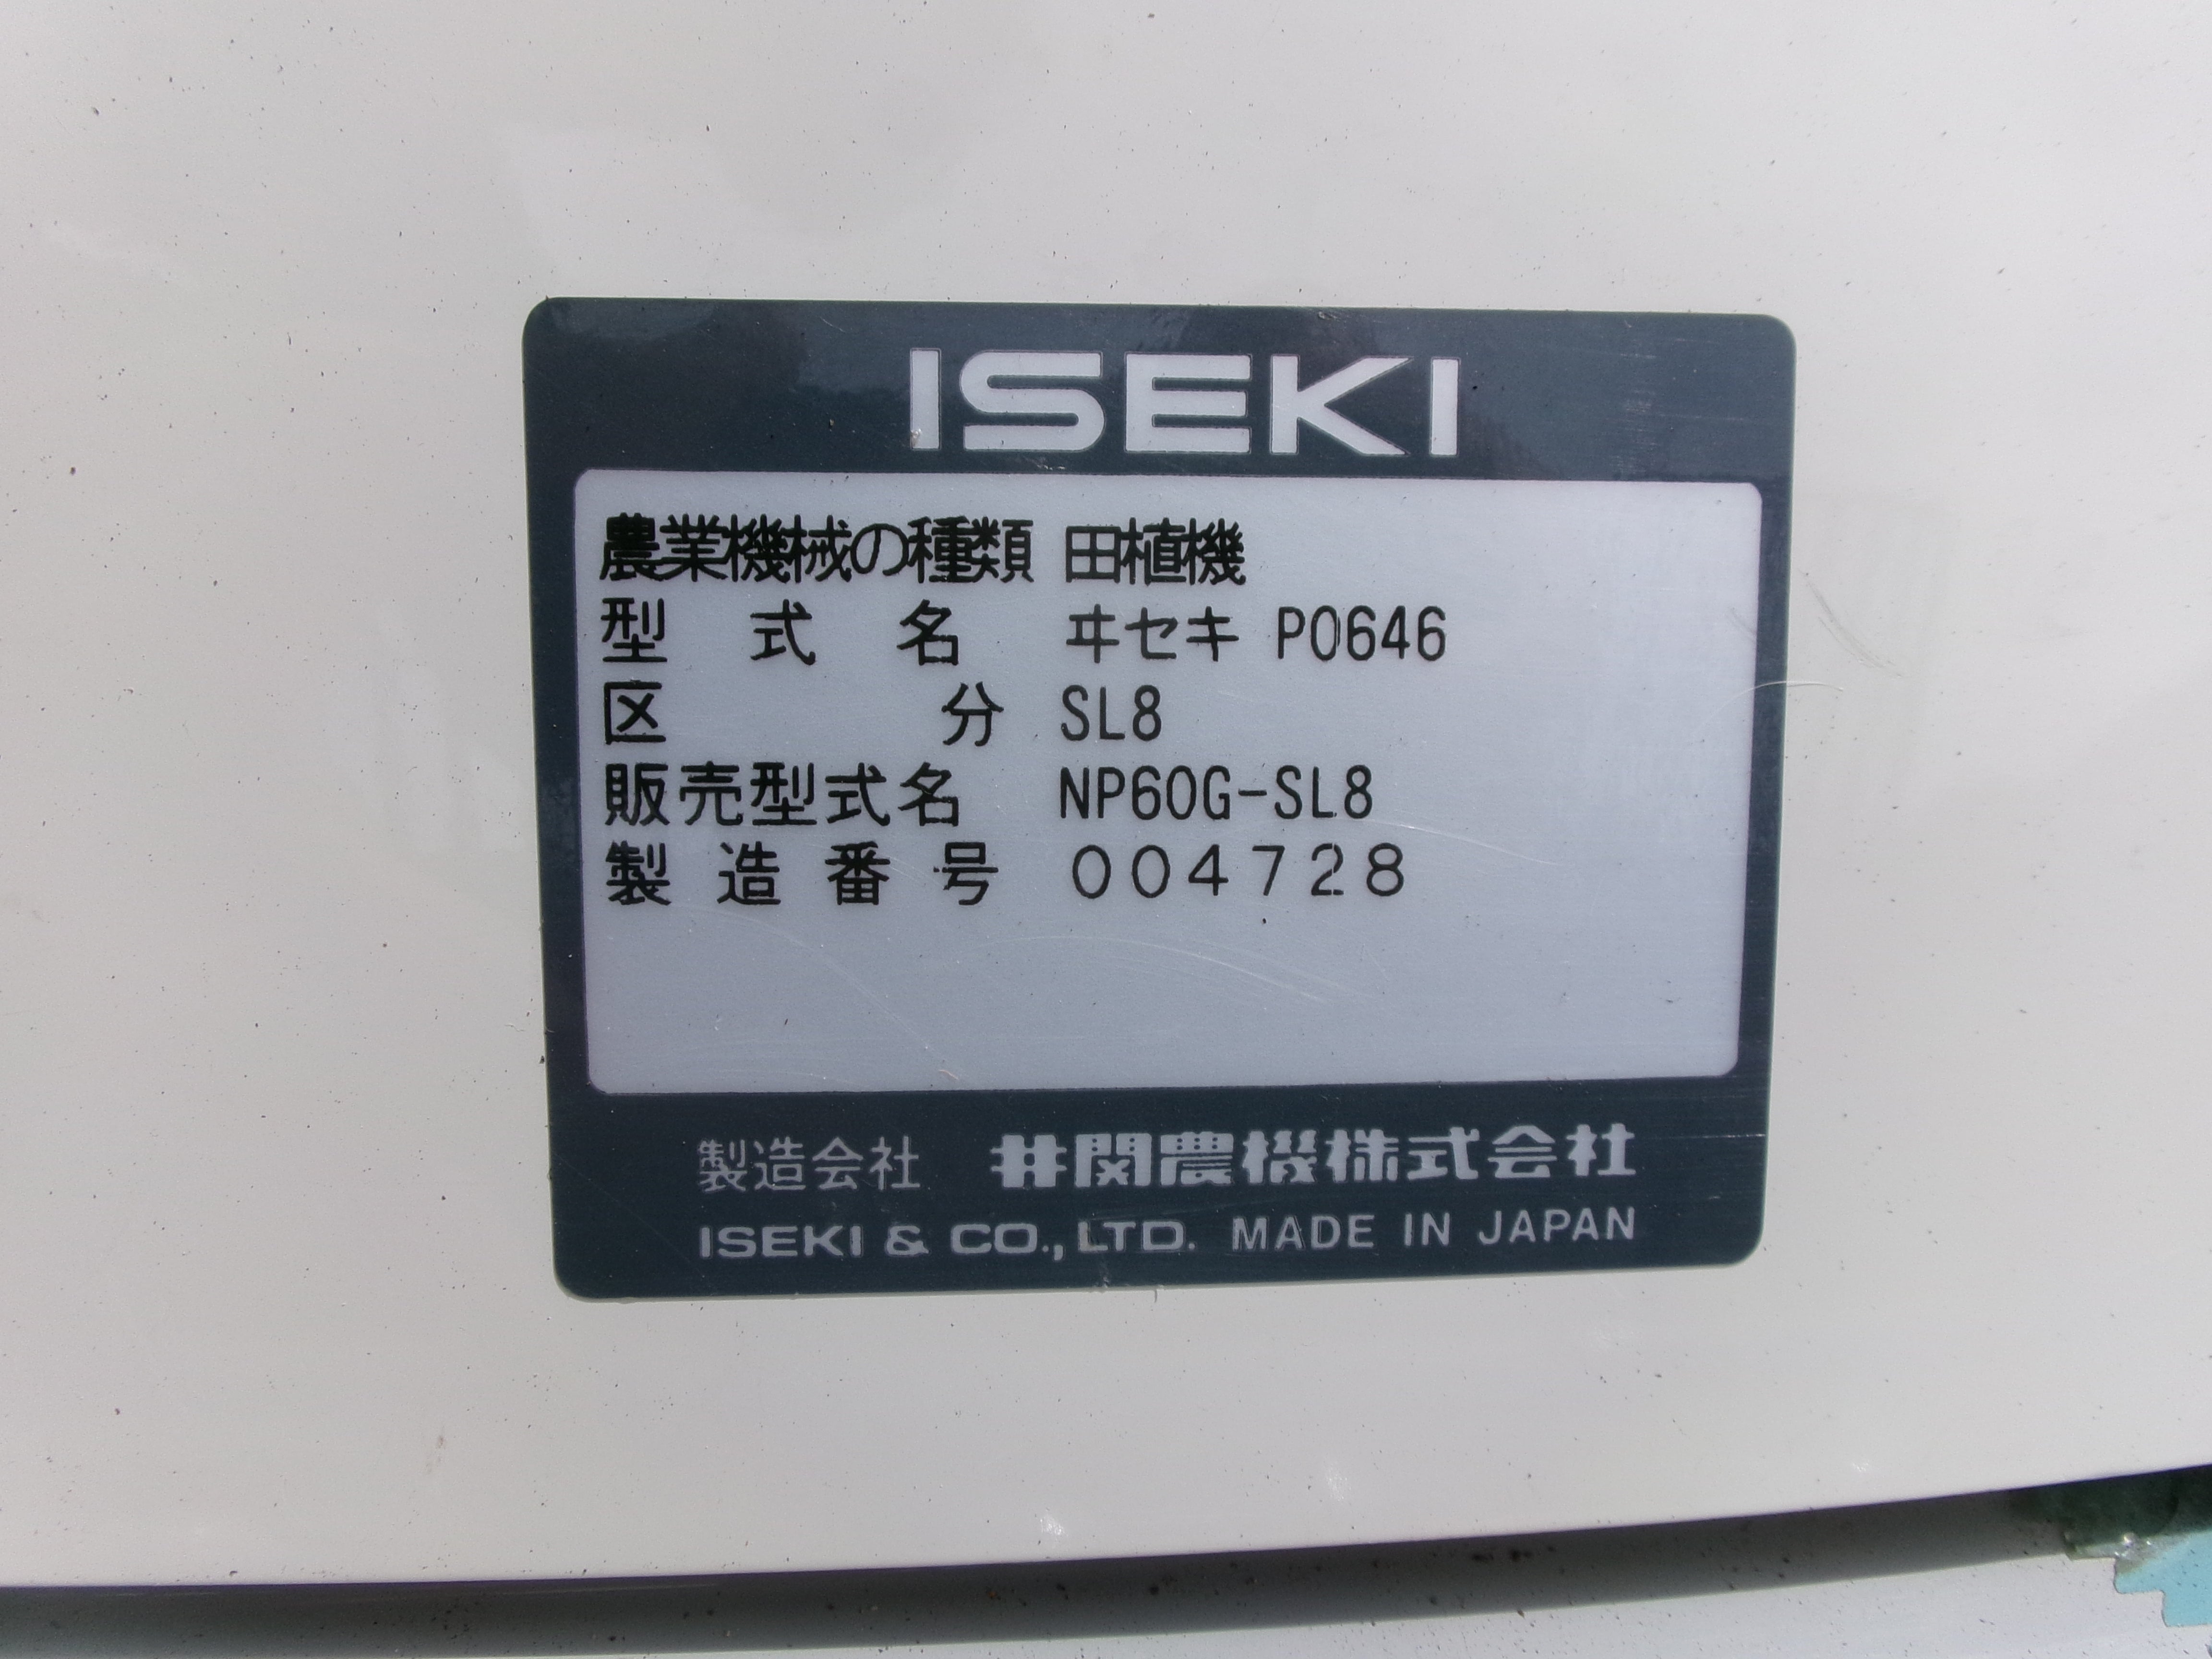 ISEKI
農業機械の種類 田植機
型式名 ヰセキ PO646
区分 SL8
販売型式名 NP60G-SL8
製造番号 004728
製造会社 井関農機株式会社
ISEKI & CO., LTD. MADE IN JAPAN